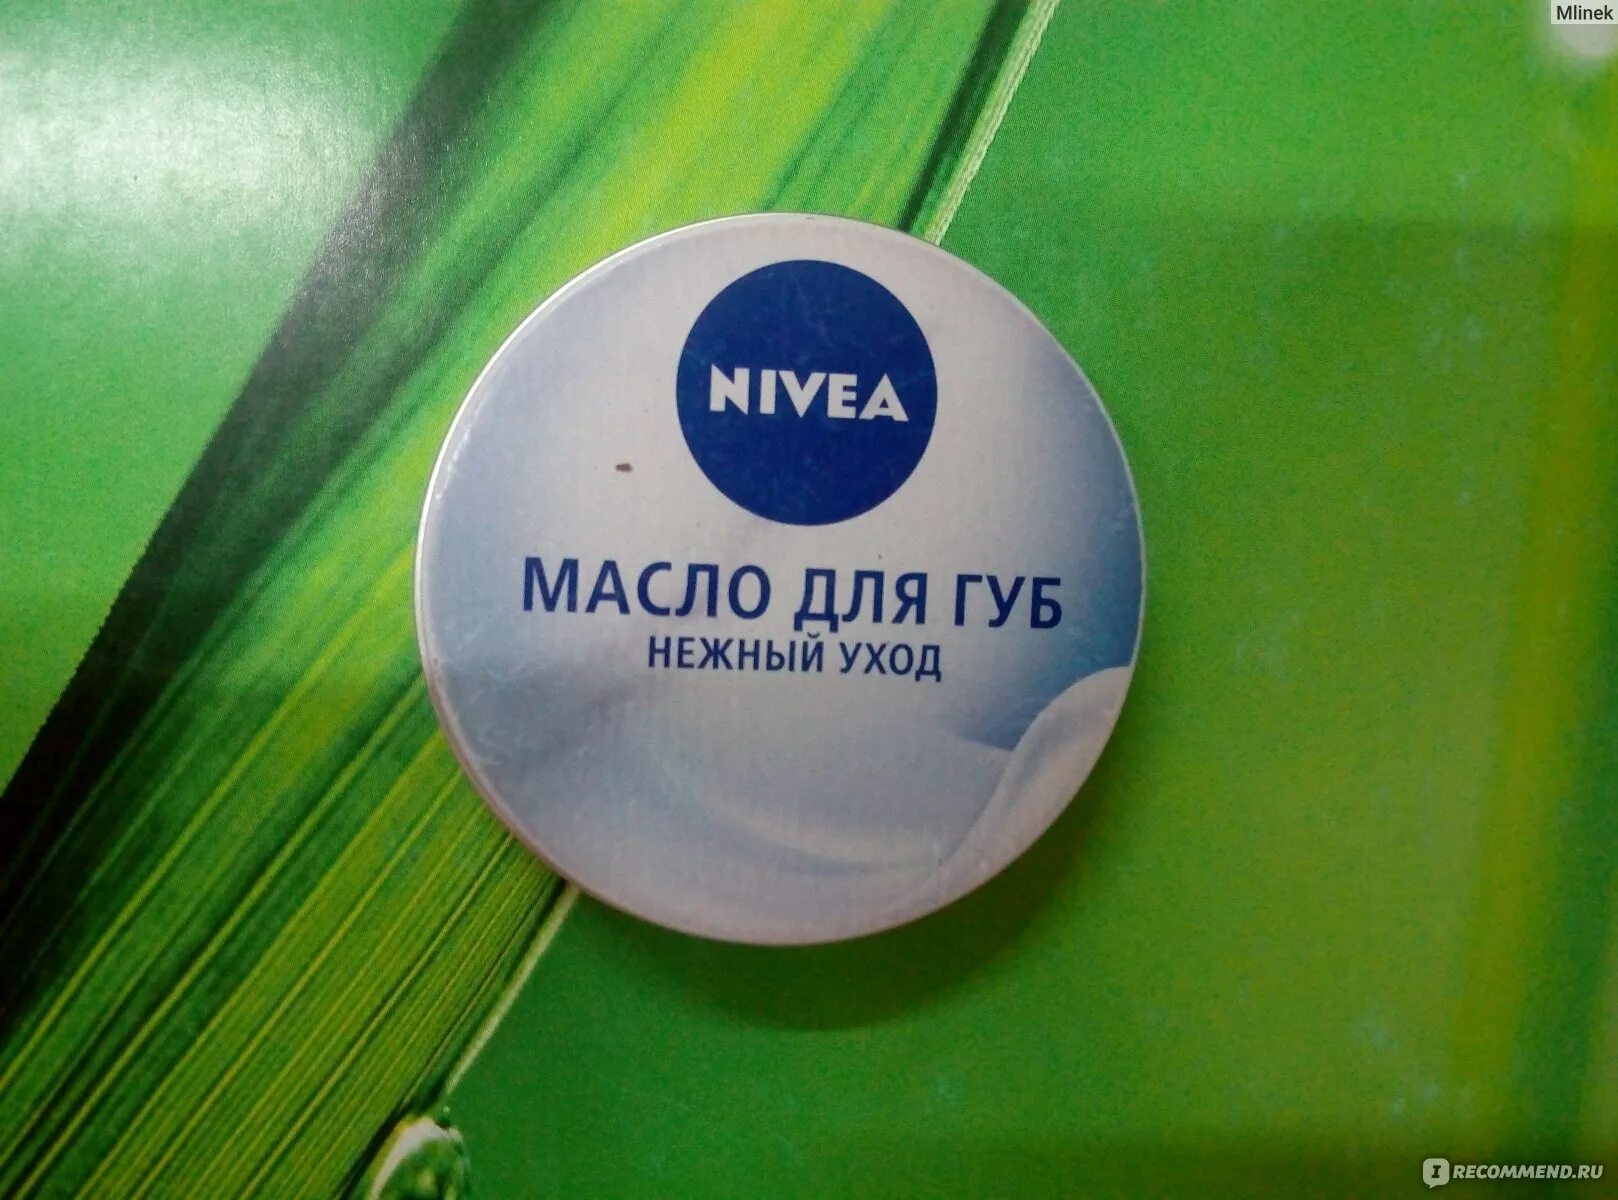 Mlinek
NIVEA
МАСЛО ДЛЯ ГУБ
НЕЖНЫЙ УХОД
I RECOMMEND.RU